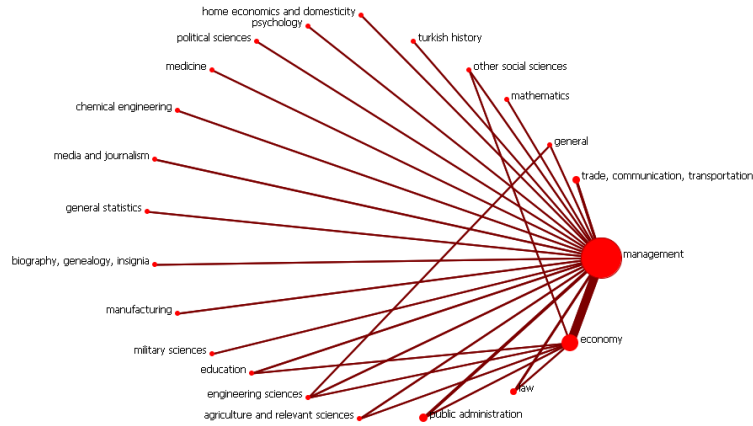 home economics and domesticity
psychology
political sciences
turkish history
medicine
other social sciences
mathematics
chemical engineering
general
media and journalism
trade, communication, transportation
general statistics
management
biography, genealogy, insignia
manufacturing
economy
military sciences
education
engineering sciences
law
agriculture and relevant sciences
public administration